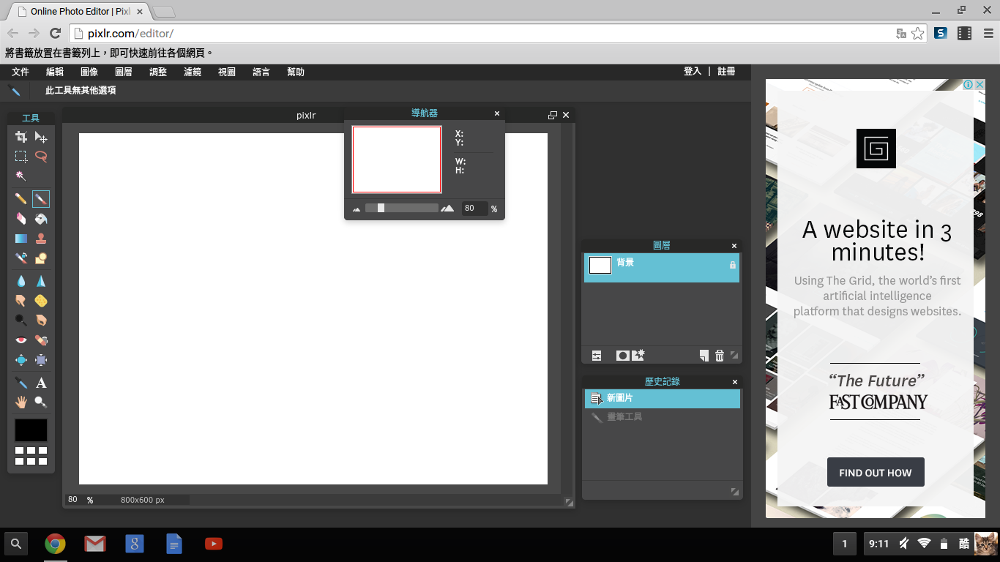 Online Photo Editor | Pixl
pixlr.com/editor/
將書籤放置在書籤列上，即可快速前往各個網頁。
文件 編輯 圖像 圖層 調整 濾鏡 視圖 語言 幫助 登入 | 註冊
此工具無其他選項
工具
pixlr
導航器
X:
Y:
W:
H:
80 %
圖層
背景
歷史記錄
新圖片
畫筆工具
80 % 800x600 px
A website in 3
minutes!
Using The Grid, the world's first
artificial intelligence
platform that designs websites.
“The Future”
FAST COMPANY
FIND OUT HOW
1 9:11 酷